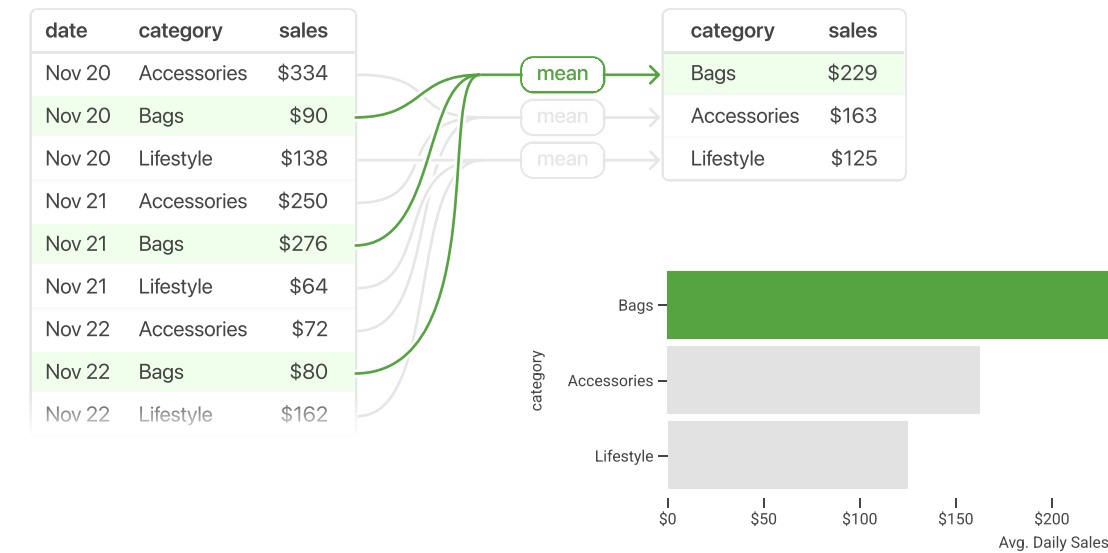 date category sales
Nov 20 Accessories $334
Nov 20 Bags $90
Nov 20 Lifestyle $138
Nov 21 Accessories $250
Nov 21 Bags $276
Nov 21 Lifestyle $64
Nov 22 Accessories $72
Nov 22 Bags $80
Nov 22 Lifestyle $162
mean
mean
mean
category sales
Bags $229
Accessories $163
Lifestyle $125
category
Bags
Accessories
Lifestyle
$0 $50 $100 $150 $200
Avg. Daily Sales